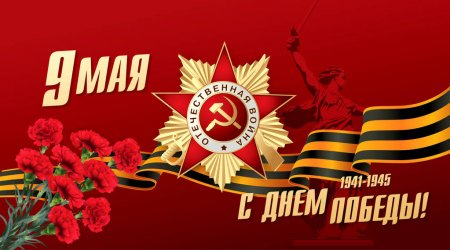 9 МАЯ
ОТЕЧЕСТВЕННАЯ ВОЙНА
1941-1945
С ДНЕМ ПОБЕДЫ!